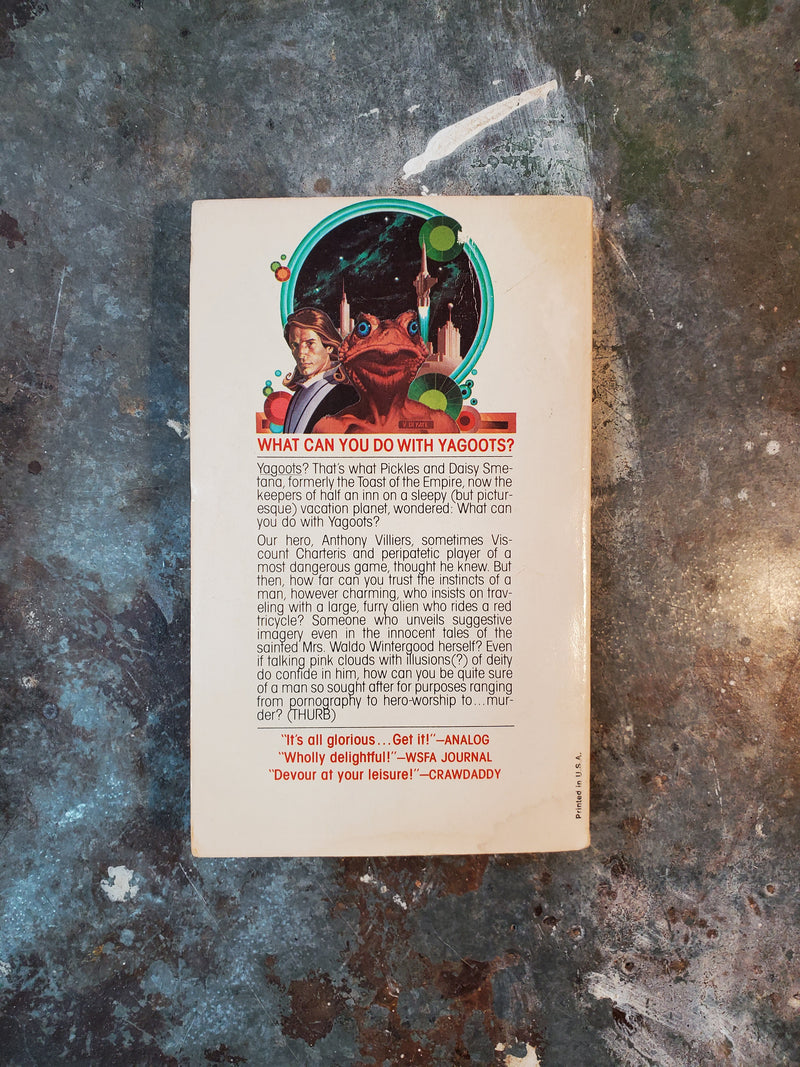 V. DI FATE
WHAT CAN YOU DO WITH YAGOOTS?
Yagoots? That's what Pickles and Daisy Sme-
tana, formerly the Toast of the Empire, now the
keepers of half an inn on a sleepy (but pictur-
esque) vacation planet, wondered: What can
you do with Yagoots?
Our hero, Anthony Villiers, sometimes Vis-
count Charteris and peripatetic player of a
most dangerous game, thought he knew. But
then, how far can you trust the instincts of a
man, however charming, who insists on trav-
eling with a large, furry alien who rides a red
tricycle? Someone who unveils suggestive
imagery even in the innocent tales of the
sainted Mrs. Waldo Wintergood herself? Even
if talking pink clouds with illusions(?) of deity
do confide in him, how can you be quite sure
of a man so sought after for purposes ranging
from pornography to hero-worship to...mur-
der? (THURB)
"It's all glorious...Get it!"—ANALOG
"Wholly delightful!"—WSFA JOURNAL
"Devour at your leisure!"—CRAWDADDY
Printed in U.S.A.